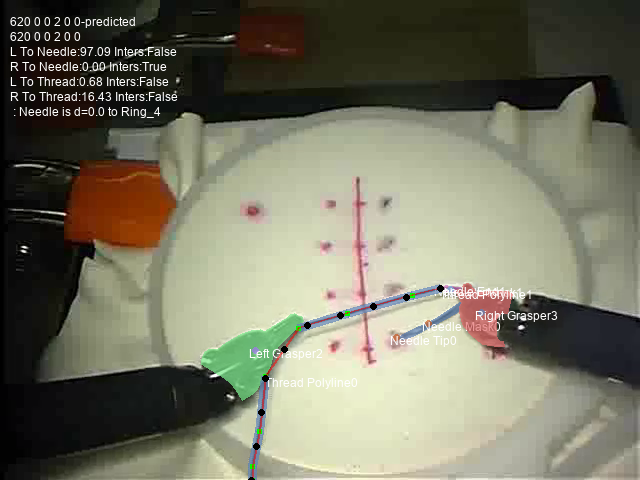 620 0 0 2 0 0-predicted
620 0 0 2 0 0
L To Needle:97.09 Inters:False
R To Needle:0.00 Inters:True
L To Thread:0.68 Inters:False
R To Thread:16.43 Inters:False
: Needle is d=0.0 to Ring_4
Thread Polyline1
Right Grasper3
Needle Mask0
Needle Tip0
Left Grasper2
Thread Polyline0